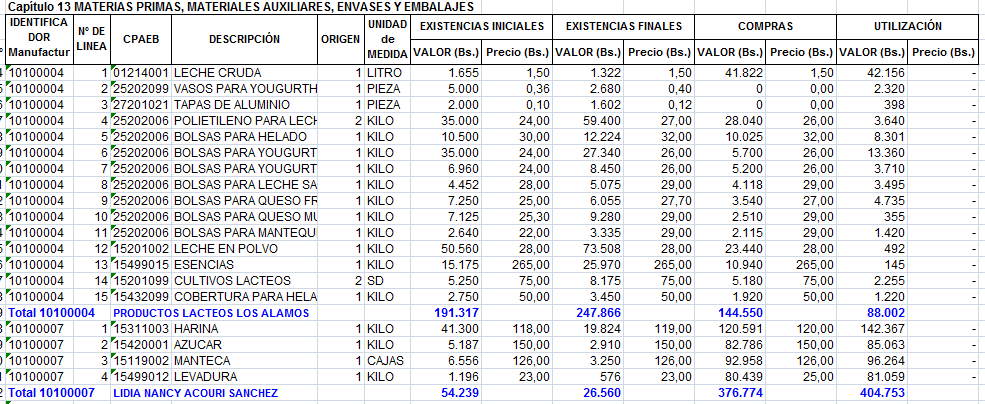 Capítulo 13 MATERIAS PRIMAS, MATERIALES AUXILIARES, ENVASES Y EMBALAJES
IDENTIFICA DOR Manufactur Nº DE LINEA CPAEB DESCRIPCIÓN ORIGEN UNIDAD de MEDIDA EXISTENCIAS INICIALES EXISTENCIAS FINALES COMPRAS UTILIZACIÓN
VALOR (Bs.) Precio (Bs.) VALOR (Bs.) Precio (Bs.) VALOR (Bs.) Precio (Bs.) VALOR (Bs.) Precio (Bs.)
10100004 1 01214001 LECHE CRUDA 1 LITRO 1.655 1,50 1.322 1,50 41.822 1,50 42.156 -
10100004 2 25202099 VASOS PARA YOUGURTH 1 PIEZA 5.000 0,36 2.680 0,40 0 0,00 2.320 -
10100004 3 27201021 TAPAS DE ALUMINIO 1 PIEZA 2.000 0,10 1.602 0,12 0 0,00 398 -
10100004 4 25202006 POLIETILENO PARA LECH 2 KILO 35.000 24,00 59.400 27,00 28.040 26,00 3.640 -
10100004 5 25202006 BOLSAS PARA HELADO 1 KILO 10.500 30,00 12.224 32,00 10.025 32,00 8.301 -
10100004 6 25202006 BOLSAS PARA YOUGURT 1 KILO 35.000 24,00 27.340 26,00 5.700 26,00 13.360 -
10100004 7 25202006 BOLSAS PARA YOUGURT 1 KILO 6.960 24,00 8.450 26,00 5.200 26,00 3.710 -
10100004 8 25202006 BOLSAS PARA LECHE SA 1 KILO 4.452 28,00 5.075 29,00 4.118 29,00 3.495 -
10100004 9 25202006 BOLSAS PARA QUESO FR 1 KILO 7.250 25,00 6.055 27,70 3.540 27,00 4.735 -
10100004 10 25202006 BOLSAS PARA QUESO MU 1 KILO 7.125 25,30 9.280 29,00 2.510 29,00 355 -
10100004 11 25202006 BOLSAS PARA MANTEQUI 1 KILO 2.640 22,00 3.335 29,00 2.115 29,00 1.420 -
10100004 12 15201002 LECHE EN POLVO 1 KILO 50.560 28,00 73.508 28,00 23.440 28,00 492 -
10100004 13 15499015 ESENCIAS 1 KILO 15.175 265,00 25.970 265,00 10.940 265,00 145 -
10100004 14 15201099 CULTIVOS LACTEOS 2 SD 5.250 75,00 8.175 75,00 5.180 75,00 2.255 -
10100004 15 15432099 COBERTURA PARA HELA 1 KILO 2.750 50,00 3.450 50,00 1.920 50,00 1.220 -
Total 10100004 PRODUCTOS LACTEOS LOS ALAMOS 191.317 247.866 144.550 88.002
10100007 1 15311003 HARINA 1 KILO 41.300 118,00 19.824 119,00 120.591 120,00 142.367 -
10100007 2 15420001 AZUCAR 1 KILO 5.187 150,00 2.910 150,00 82.786 150,00 85.063 -
10100007 3 15119002 MANTECA 1 CAJAS 6.556 126,00 3.250 126,00 92.958 126,00 96.264 -
10100007 4 15499012 LEVADURA 1 KILO 1.196 23,00 576 23,00 80.439 25,00 81.059 -
Total 10100007 LIDIA NANCY ACOURI SANCHEZ 54.239 26.560 376.774 404.753